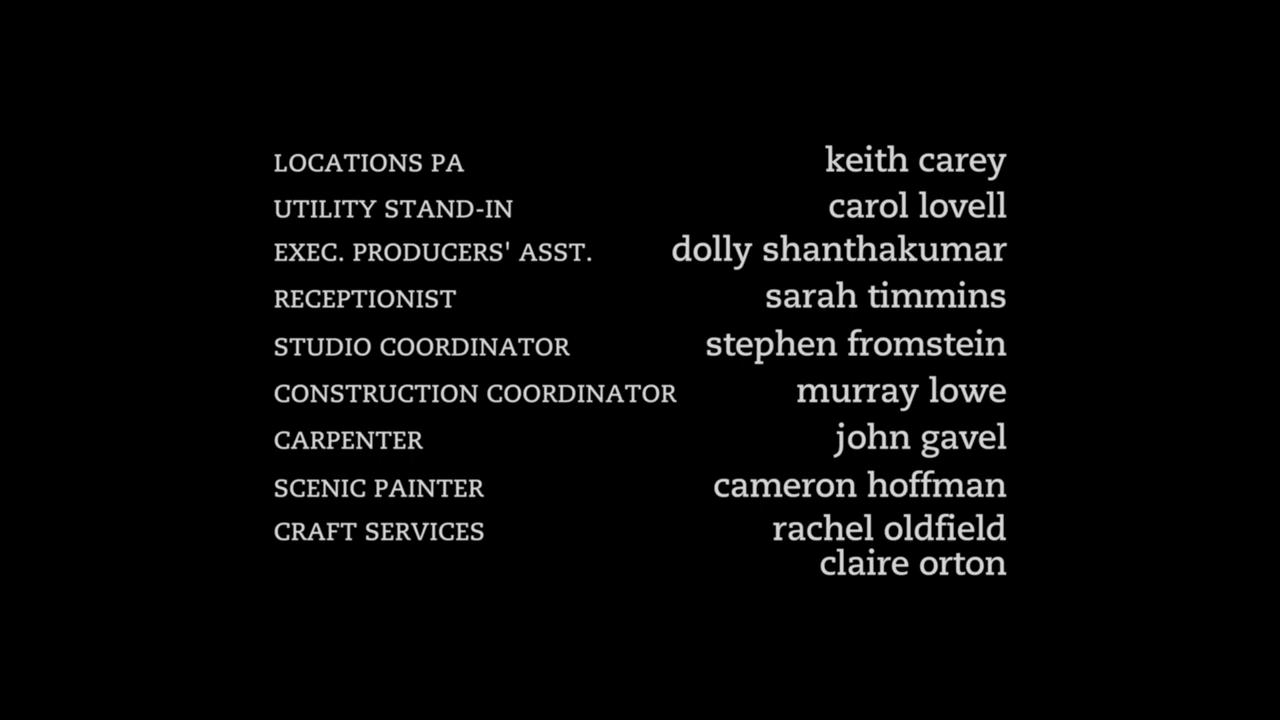 LOCATIONS PA keith carey
UTILITY STAND-IN carol lovell
EXEC. PRODUCERS' ASST. dolly shanthakumar
RECEPTIONIST sarah timmins
STUDIO COORDINATOR stephen fromstein
CONSTRUCTION COORDINATOR murray lowe
CARPENTER john gavel
SCENIC PAINTER cameron hoffman
CRAFT SERVICES rachel oldfield
claire orton